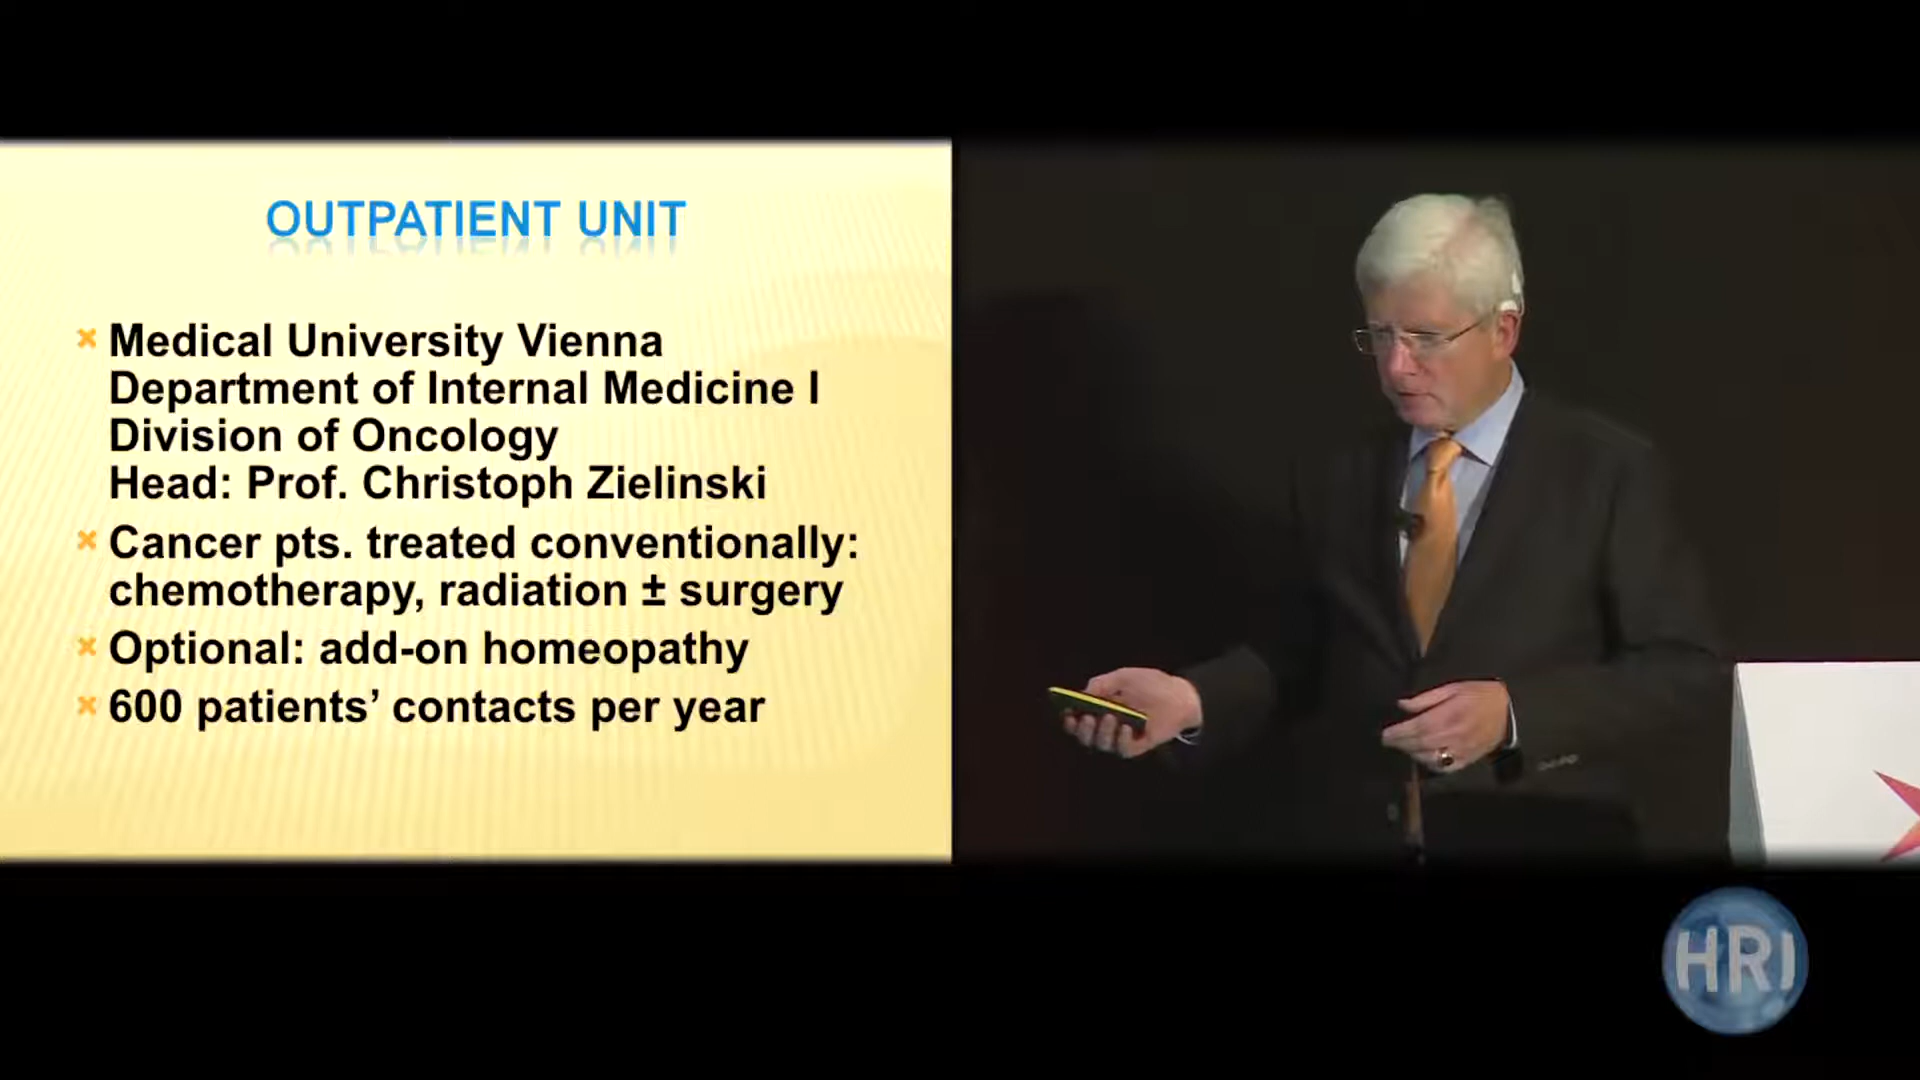 OUTPATIENT UNIT
Medical University Vienna
Department of Internal Medicine I
Division of Oncology
Head: Prof. Christoph Zielinski
Cancer pts. treated conventionally:
chemotherapy, radiation ± surgery
Optional: add-on homeopathy
600 patients’ contacts per year
HRI